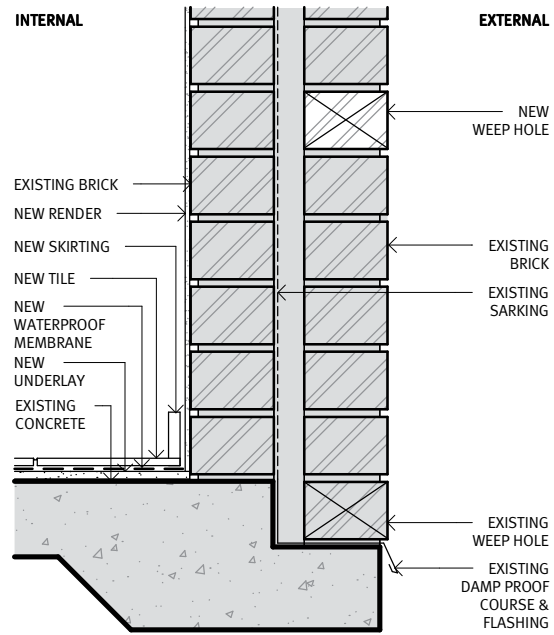 INTERNAL
EXTERNAL
NEW
WEEP HOLE
EXISTING BRICK
NEW RENDER
NEW SKIRTING
NEW TILE
NEW
WATERPROOF
MEMBRANE
NEW
UNDERLAY
EXISTING
CONCRETE
EXISTING
BRICK
EXISTING
SARKING
EXISTING
WEEP HOLE
EXISTING
DAMP PROOF
COURSE &
FLASHING